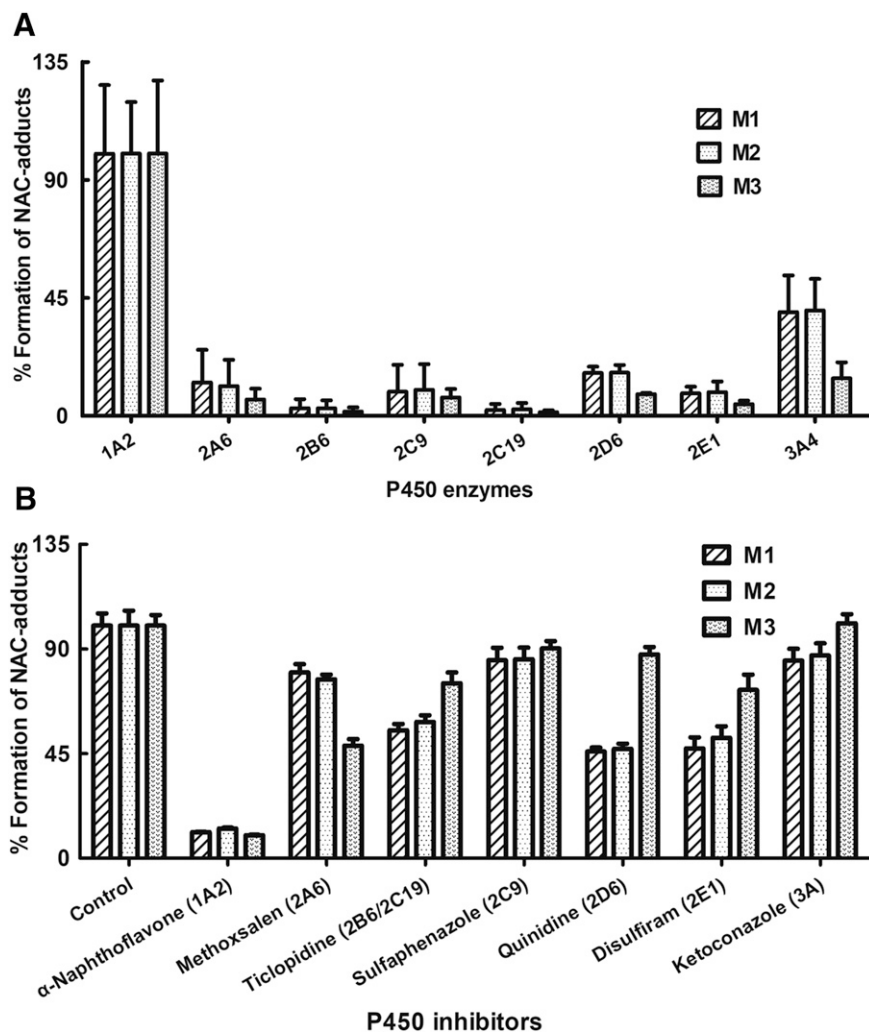 A
% Formation of NAC-adducts
135
90
45
0
M1
M2
M3
1A2
2A6
2B6
2C9
2C19
2D6
2E1
3A4
P450 enzymes
B
% Formation of NAC-adducts
135
90
45
0
M1
M2
M3
Control
α-Naphthoflavone (1A2)
Methoxsalen (2A6)
Ticlopidine (2B6/2C19)
Sulfaphenazole (2C9)
Quinidine (2D6)
Disulfiram (2E1)
Ketoconazole (3A)
P450 inhibitors